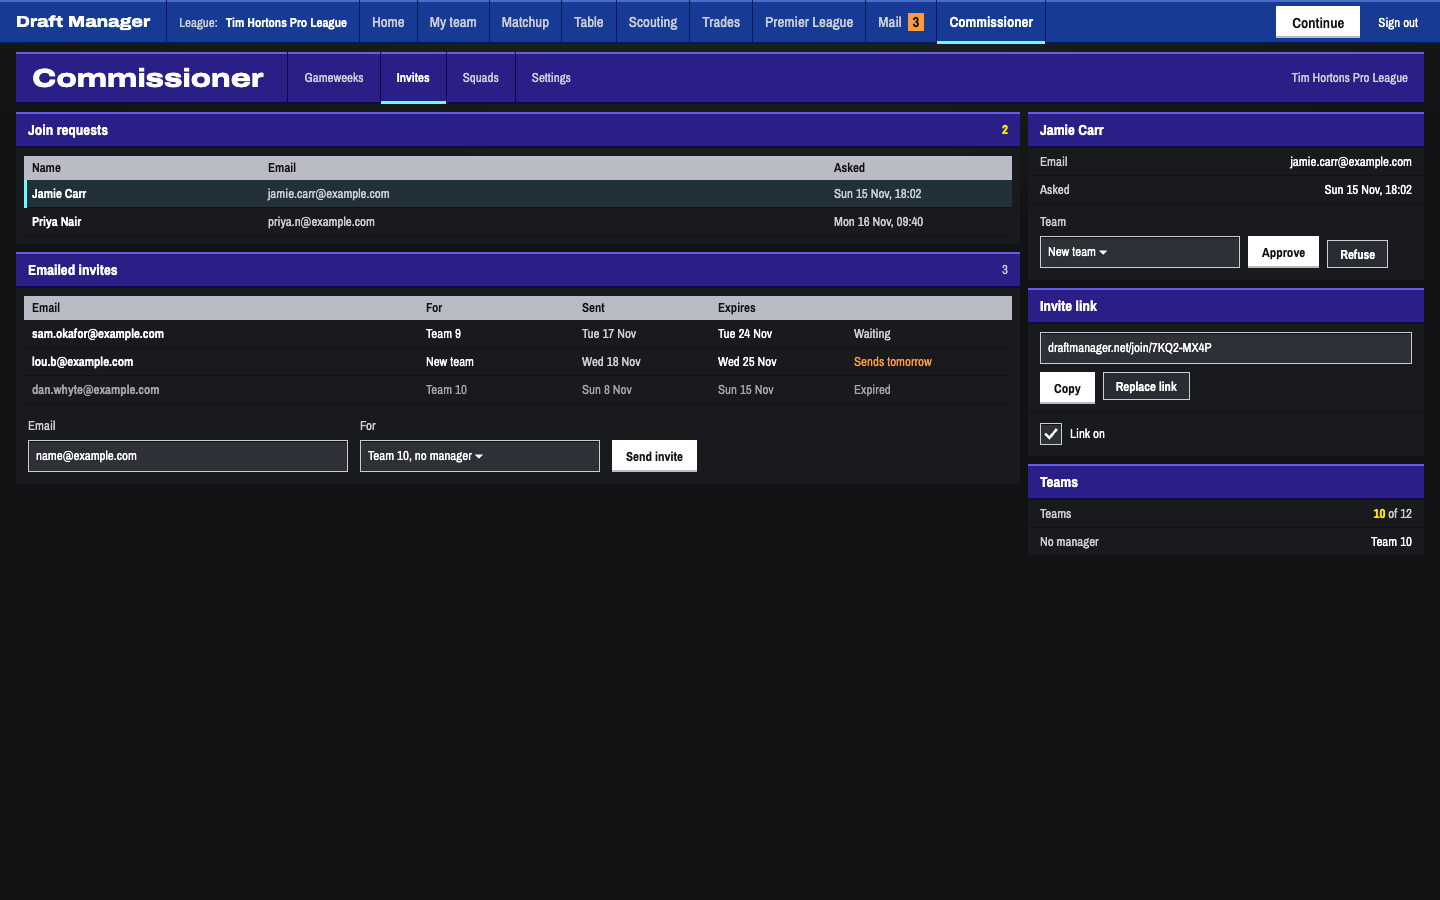 Draft Manager League: Tim Hortons Pro League Home My team Matchup Table Scouting Trades Premier League Mail 3 Commissioner Continue Sign out
Commissioner Gameweeks Invites Squads Settings Tim Hortons Pro League
Join requests 2
Name Email Asked
Jamie Carr jamie.carr@example.com Sun 15 Nov, 18:02
Priya Nair priya.n@example.com Mon 16 Nov, 09:40
Emailed invites 3
Email For Sent Expires
sam.okafor@example.com Team 9 Tue 17 Nov Tue 24 Nov Waiting
lou.b@example.com New team Wed 18 Nov Wed 25 Nov Sends tomorrow
dan.whyte@example.com Team 10 Sun 8 Nov Sun 15 Nov Expired
Email For
name@example.com Team 10, no manager Send invite
Jamie Carr
Email jamie.carr@example.com
Asked Sun 15 Nov, 18:02
Team
New team Approve Refuse
Invite link
draftmanager.net/join/7KQ2-MX4P
Copy Replace link
Link on
Teams
Teams 10 of 12
No manager Team 10